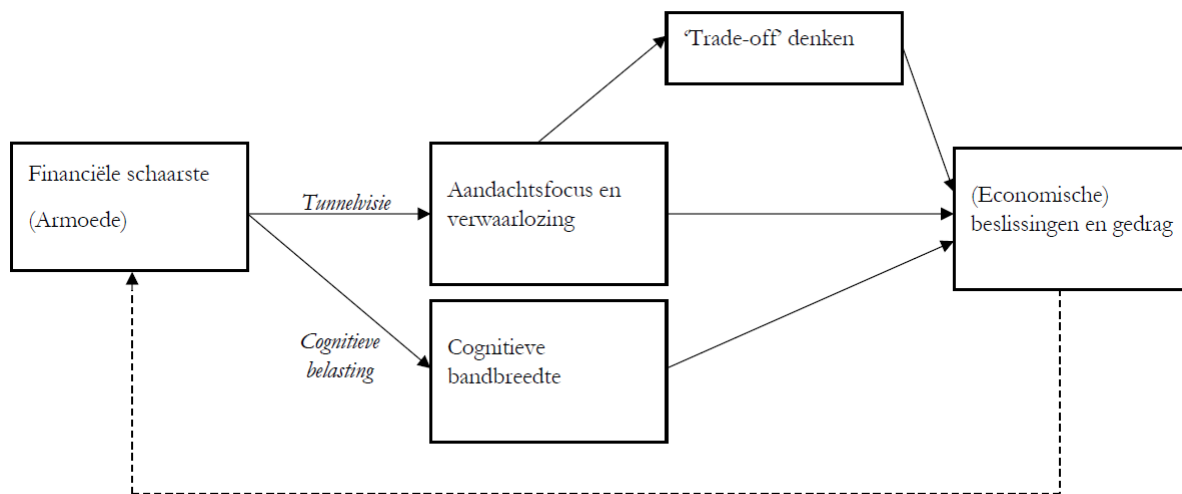 ‘Trade-off’ denken
Financiële schaarste
(Armoede)
Tunnelvisie
Aandachtsfocus en
verwaarlozing
(Economische)
beslissingen en gedrag
Cognitieve
belasting
Cognitieve
bandbreedte